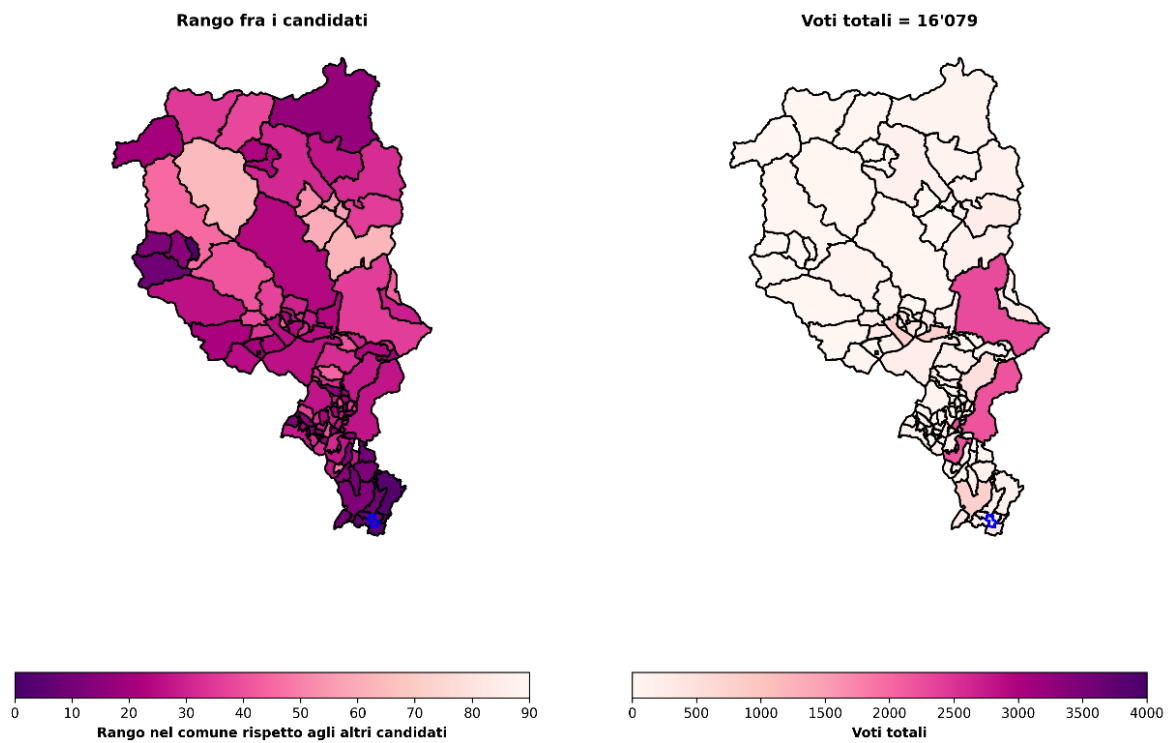 Rango fra i candidati
Voti totali = 16'079
0 10 20 30 40 50 60 70 80 90
Rango nel comune rispetto agli altri candidati
0 500 1000 1500 2000 2500 3000 3500 4000
Voti totali